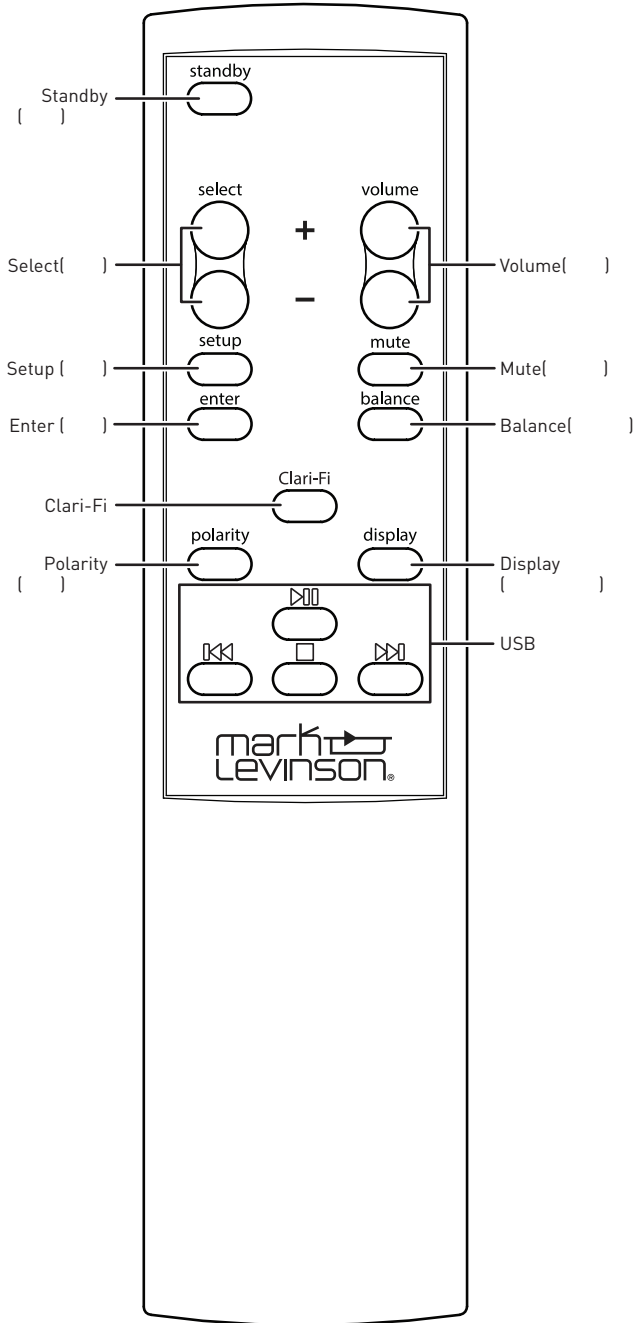 standby
Standby
(      )
select
volume
+
Select(      )
Volume(      )
−
setup
mute
Setup (      )
Mute(      )
enter
balance
Enter (      )
Balance(      )
Clari-Fi
Clari-Fi
polarity
display
Polarity
(      )
Display
(      )
USB
mark
Levinson®